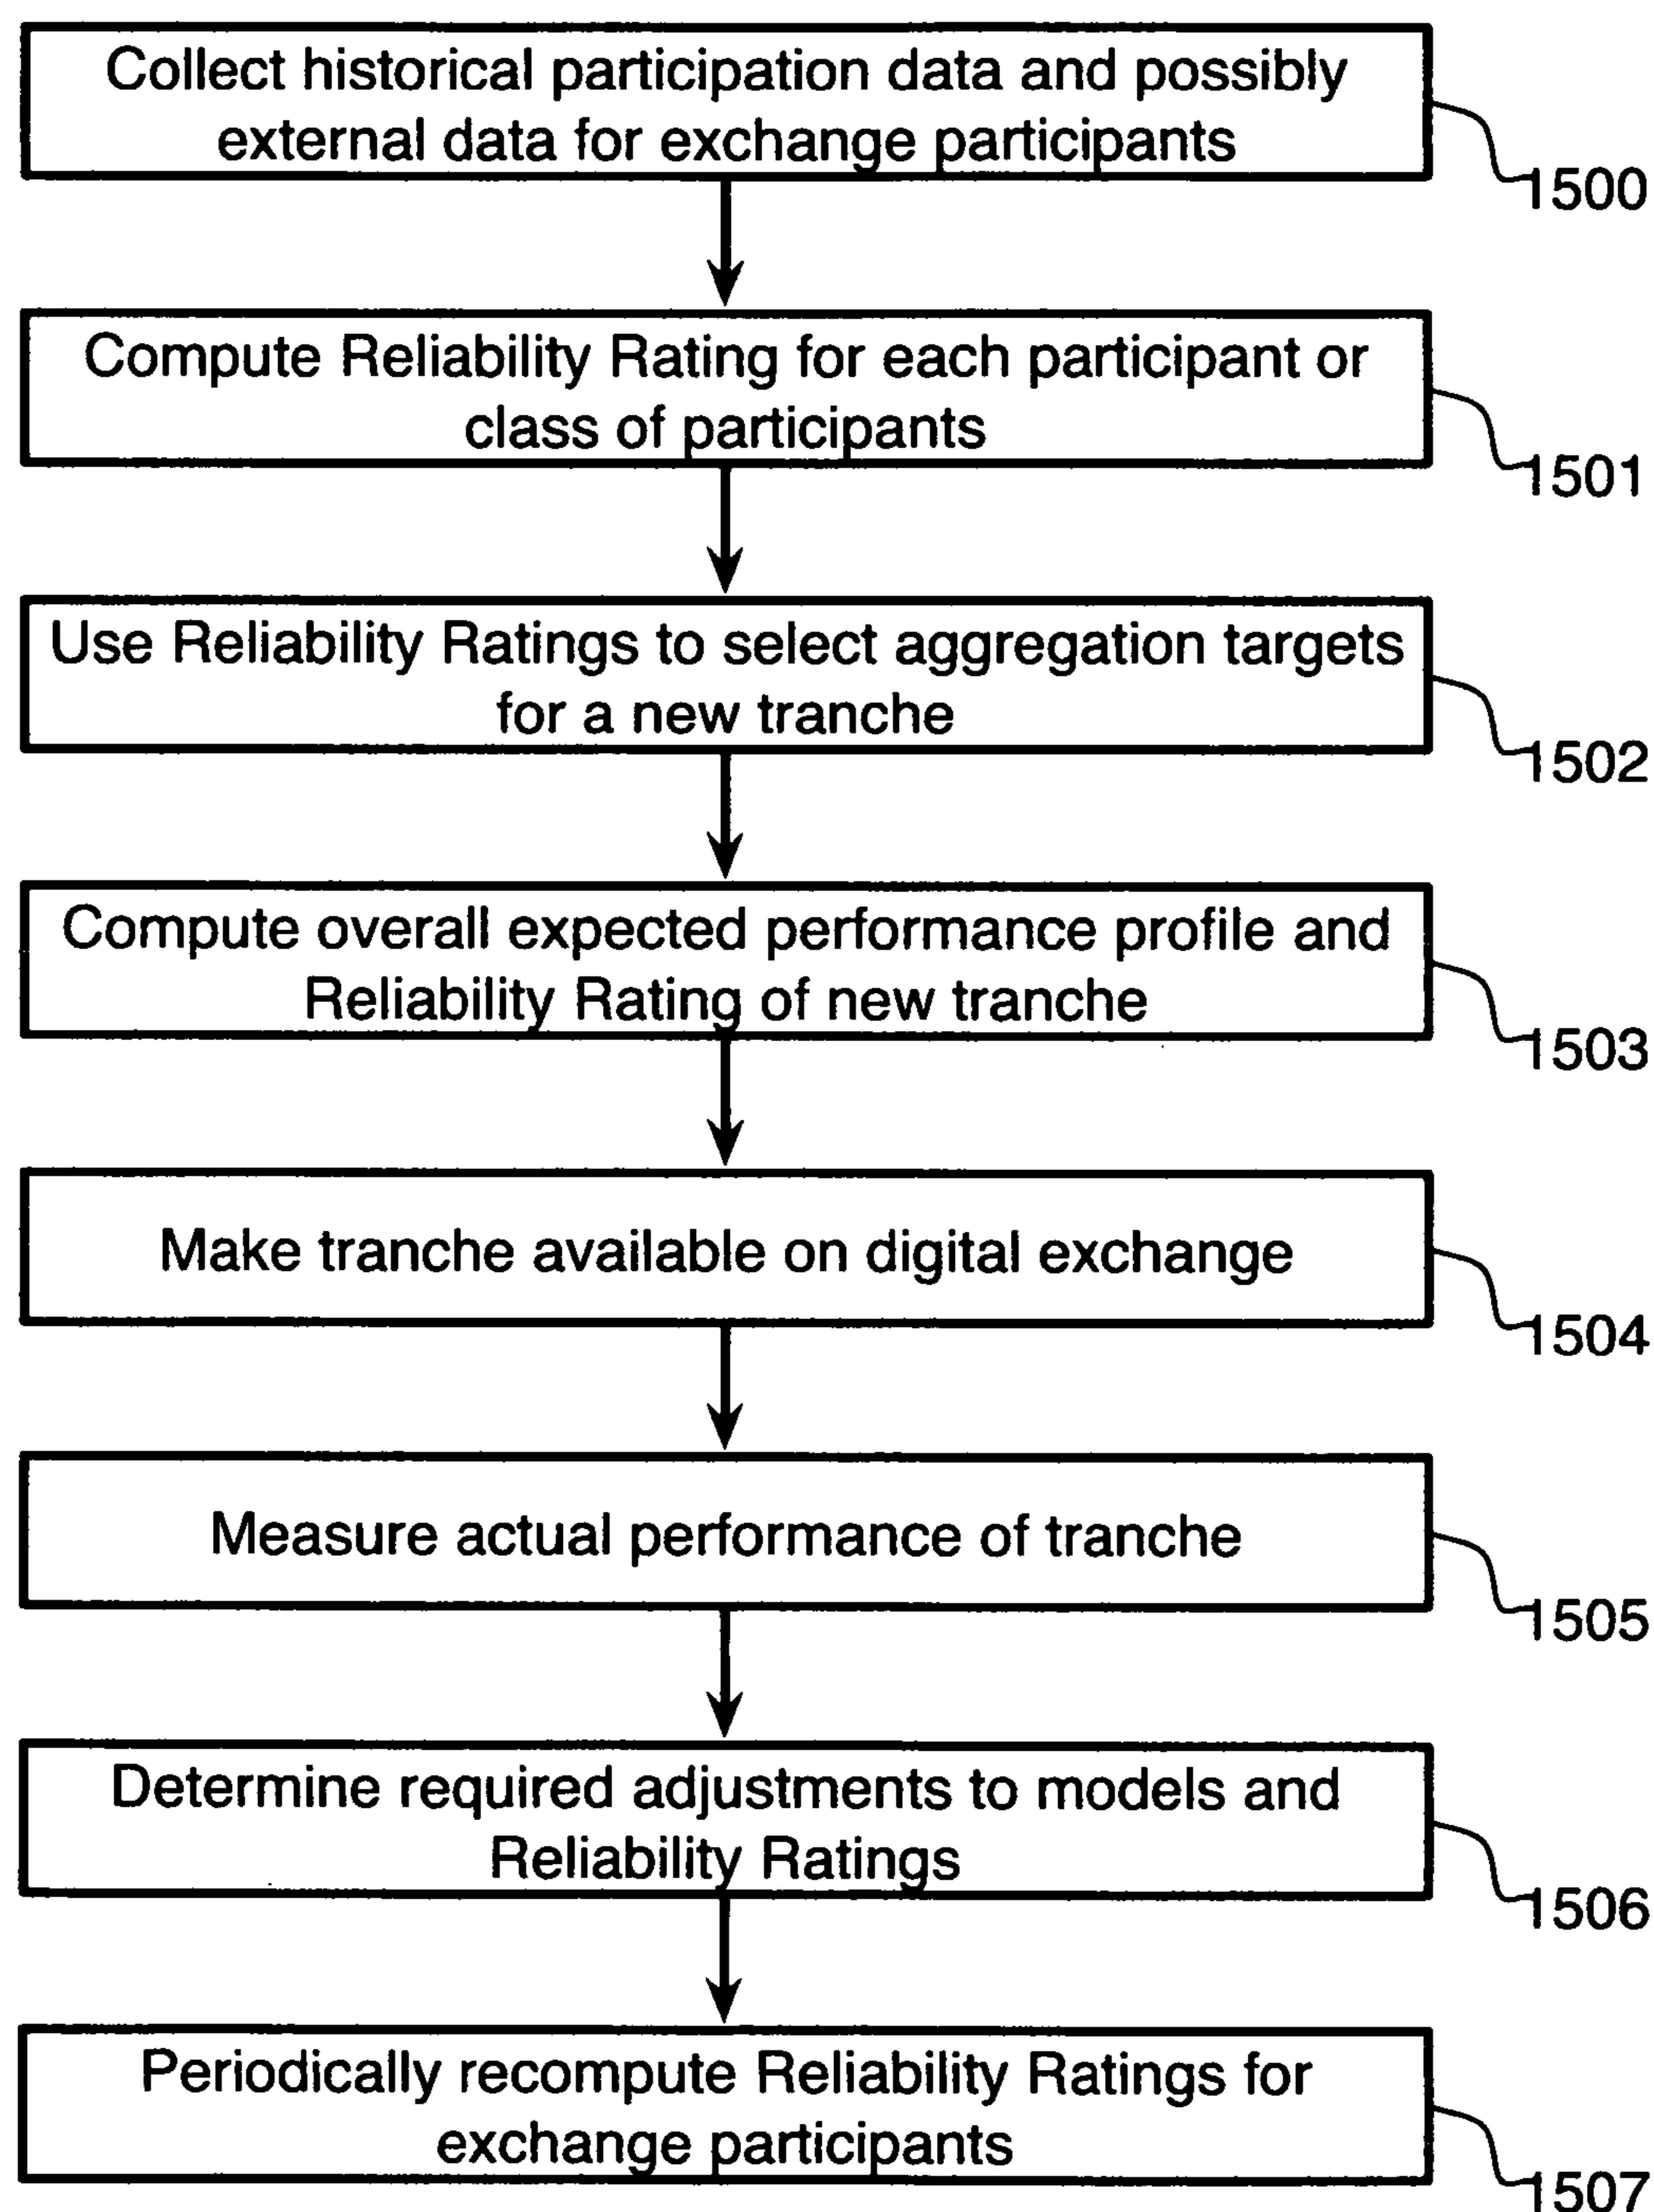 Collect historical participation data and possibly
external data for exchange participants
1500
Compute Reliability Rating for each participant or
class of participants
1501
Use Reliability Ratings to select aggregation targets
for a new tranche
1502
Compute overall expected performance profile and
Reliability Rating of new tranche
1503
Make tranche available on digital exchange
1504
Measure actual performance of tranche
1505
Determine required adjustments to models and
Reliability Ratings
1506
Periodically recompute Reliability Ratings for
exchange participants
1507